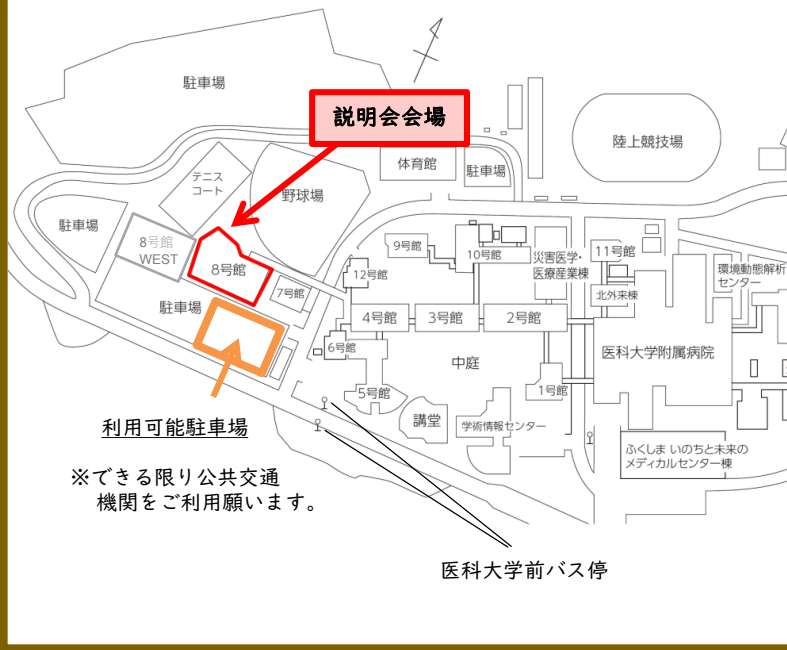 駐車場
説明会会場
陸上競技場
体育館
駐車場
テニス
コート
野球場
駐車場
8号館
WEST
8号館
7号館
9号館
10号館
災害医学・
医療産業棟
11号館
12号館
北外来棟
環境動態解析
センター
駐車場
4号館
3号館
2号館
6号館
中庭
医科大学附属病院
5号館
1号館
講堂
学術情報センター
ふくしま いのちと未来の
メディカルセンター棟
利用可能駐車場
※できる限り公共交通
機関をご利用願います。
医科大学前バス停